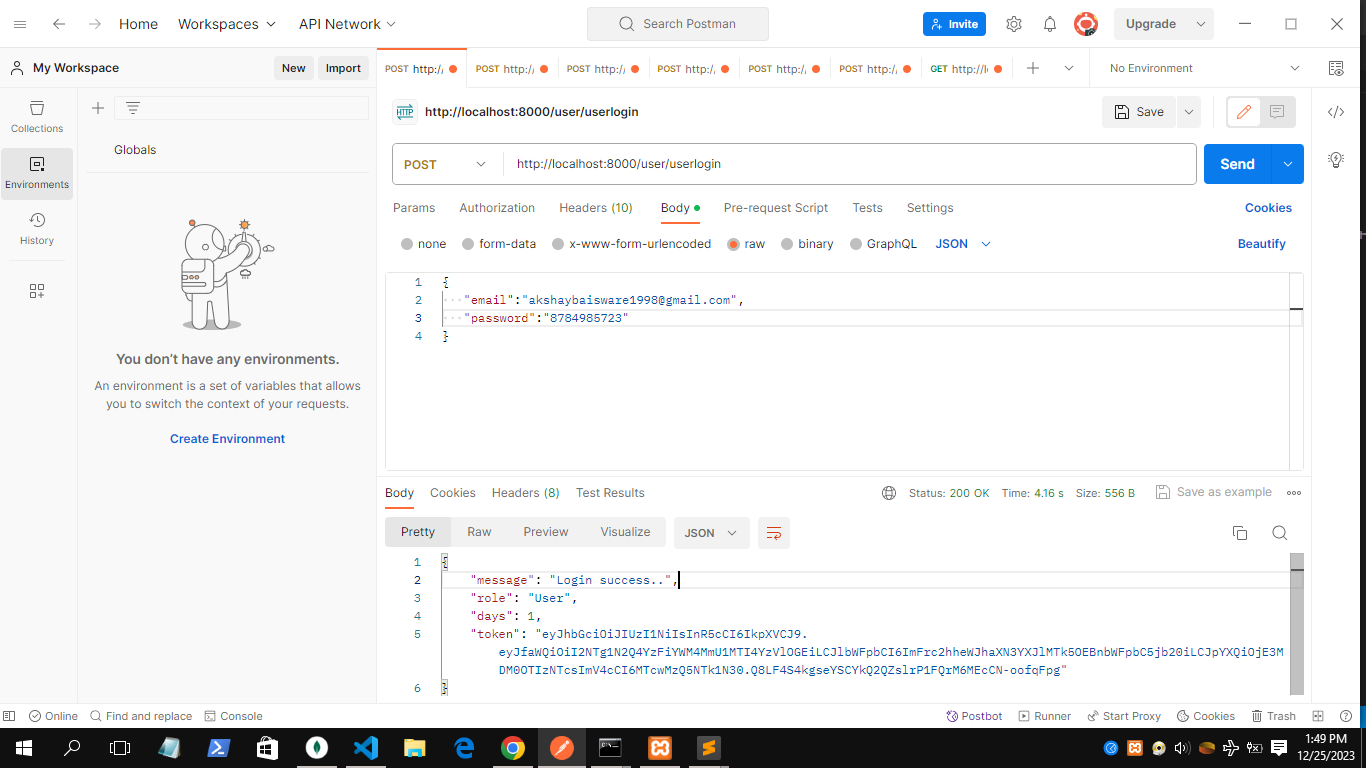 Home
Workspaces
API Network
Search Postman
Invite
Upgrade
My Workspace
New
Import
POST http:/
POST http:/
POST http:/
POST http:/
POST http:/
POST http:/
GET http://l
No Environment
Collections
Environments
History
Globals
You don't have any environments.
An environment is a set of variables that allows
you to switch the context of your requests.
Create Environment
HTTP
http://localhost:8000/user/userlogin
Save
POST
http://localhost:8000/user/userlogin
Send
Params
Authorization
Headers (10)
Body
Pre-request Script
Tests
Settings
Cookies
none
form-data
x-www-form-urlencoded
raw
binary
GraphQL
JSON
Beautify
1 {
2 "email":"akshaybaisware1998@gmail.com",
3 "password":"8784985723"
4 }
Body
Cookies
Headers (8)
Test Results
Status: 200 OK
Time: 4.16 s
Size: 556 B
Save as example
Pretty
Raw
Preview
Visualize
JSON
1 {
2 "message": "Login success..",
3 "role": "User",
4 "days": 1,
5 "token": "eyJhbGciOiJIUzI1NiIsInR5cCI6IkpXVCJ9.
eyJfaWQiOiI2NTg1N2Q4YzFiYWM4MmU1MTI4YzVlOGEiLCJlbWFpbCI6ImFrc2hheWJhaXN3YXJlMTk5OEBnbWFpbC5jb20iLCJpYXQiOjE3M
DM0OTIzNTcsImV4cCI6MTcwMzQ5NTk1N30.Q8LF4S4kgseYSCYkQ2QZslrP1FQrM6MEcCN-oofqFpg"
6 }
Online
Find and replace
Console
Postbot
Runner
Start Proxy
Cookies
Trash
1:49 PM
12/25/2023